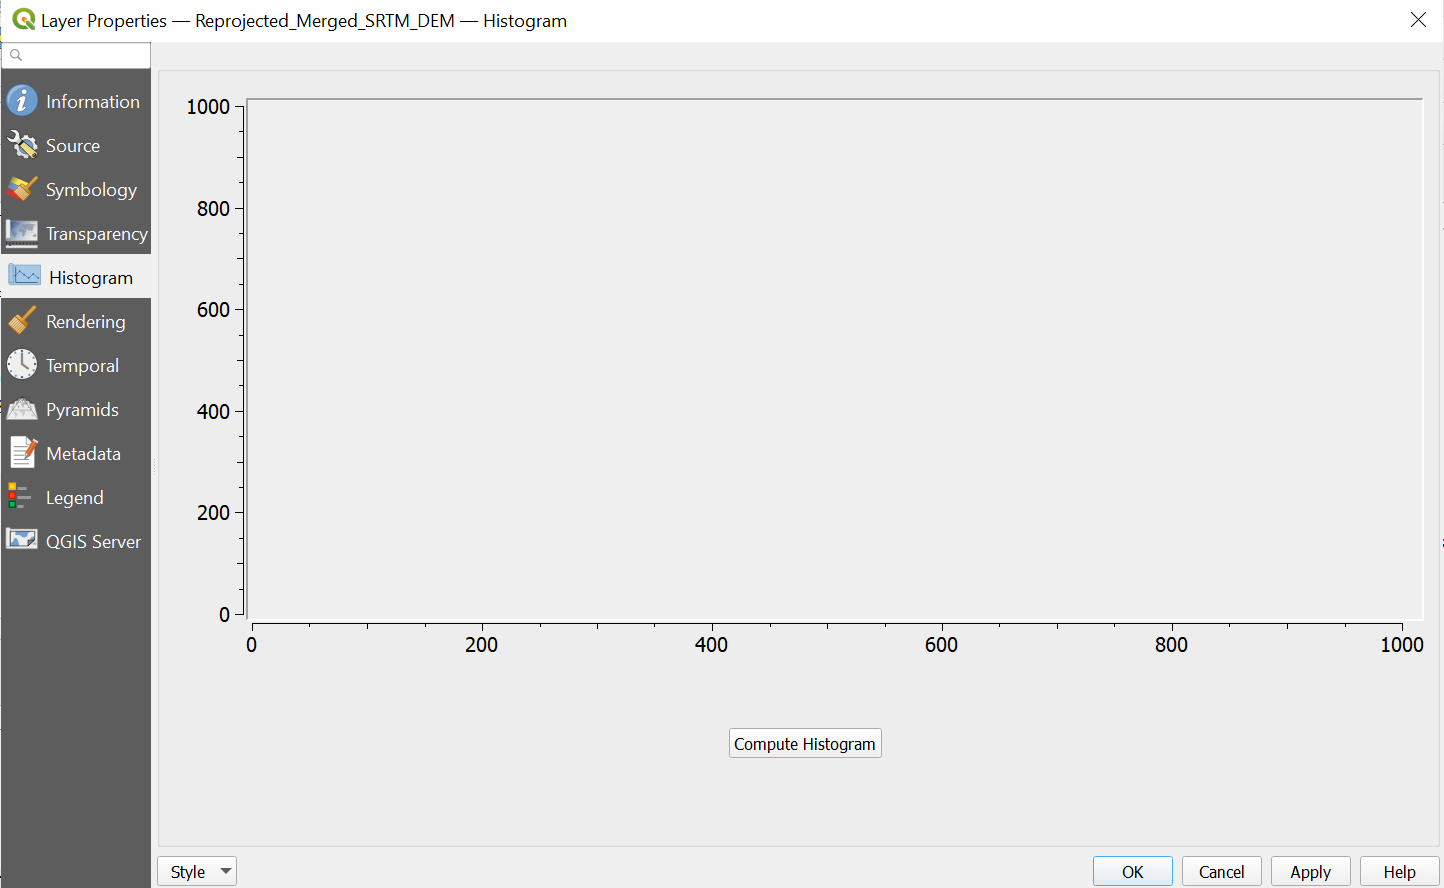 Layer Properties — Reprojected_Merged_SRTM_DEM — Histogram
Information
Source
Symbology
Transparency
Histogram
Rendering
Temporal
Pyramids
Metadata
Legend
QGIS Server
1000
800
600
400
200
0
0 200 400 600 800 1000
Compute Histogram
Style
OK Cancel Apply Help